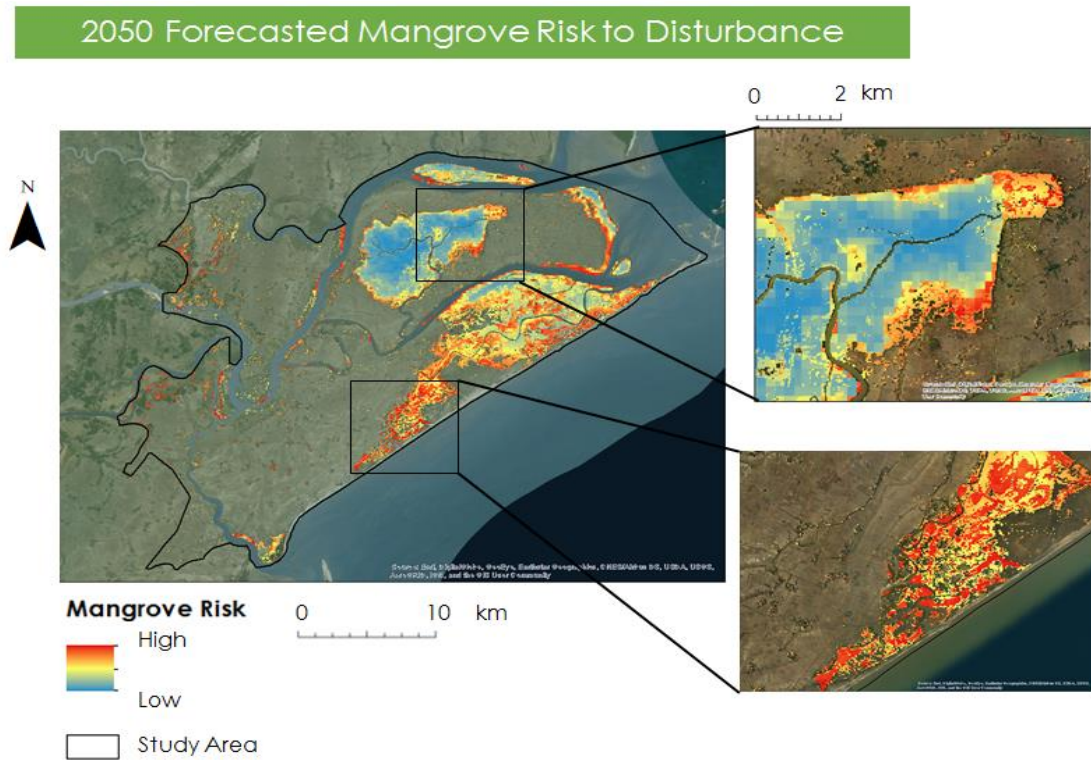 2050 Forecasted Mangrove Risk to Disturbance
0 2 km
N
Mangrove Risk
High
Low
Study Area
0 10 km